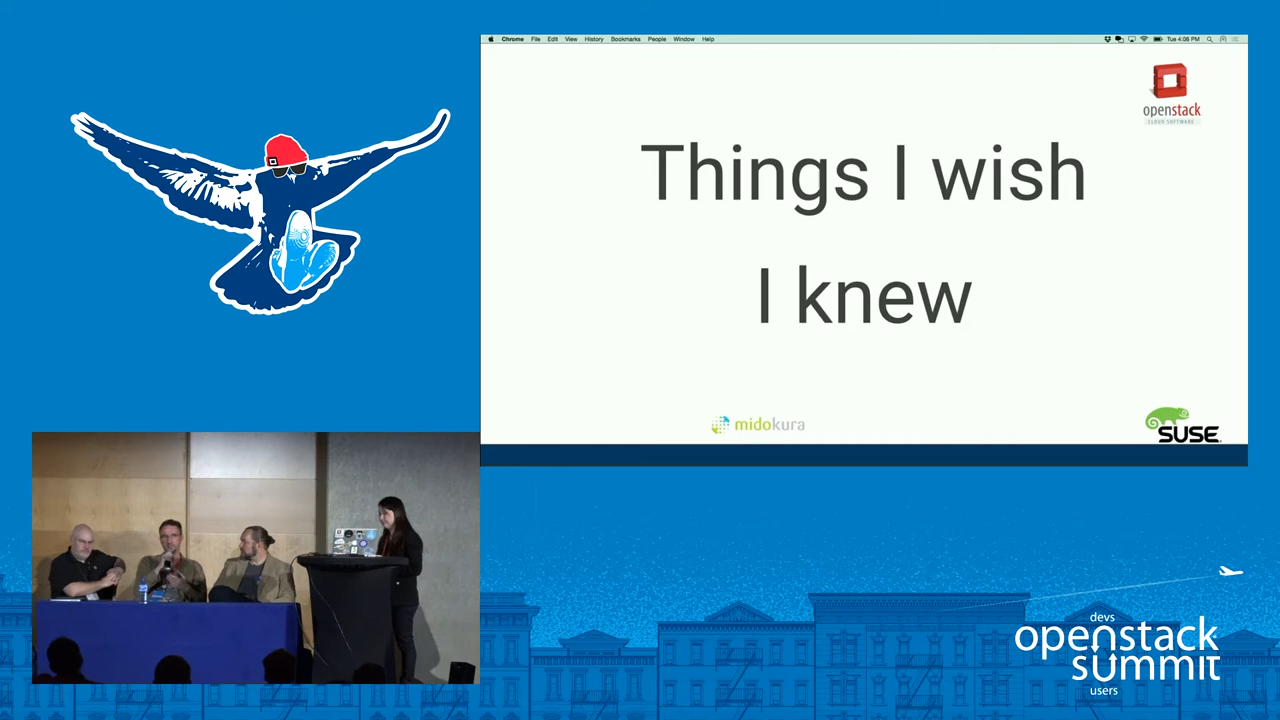 Chrome File Edit View History Bookmarks People Window Help Tue 4:06 PM
openstack
CLOUD SOFTWARE
Things I wish
I knew
midokura
SUSE
devs
openstack
summit
users